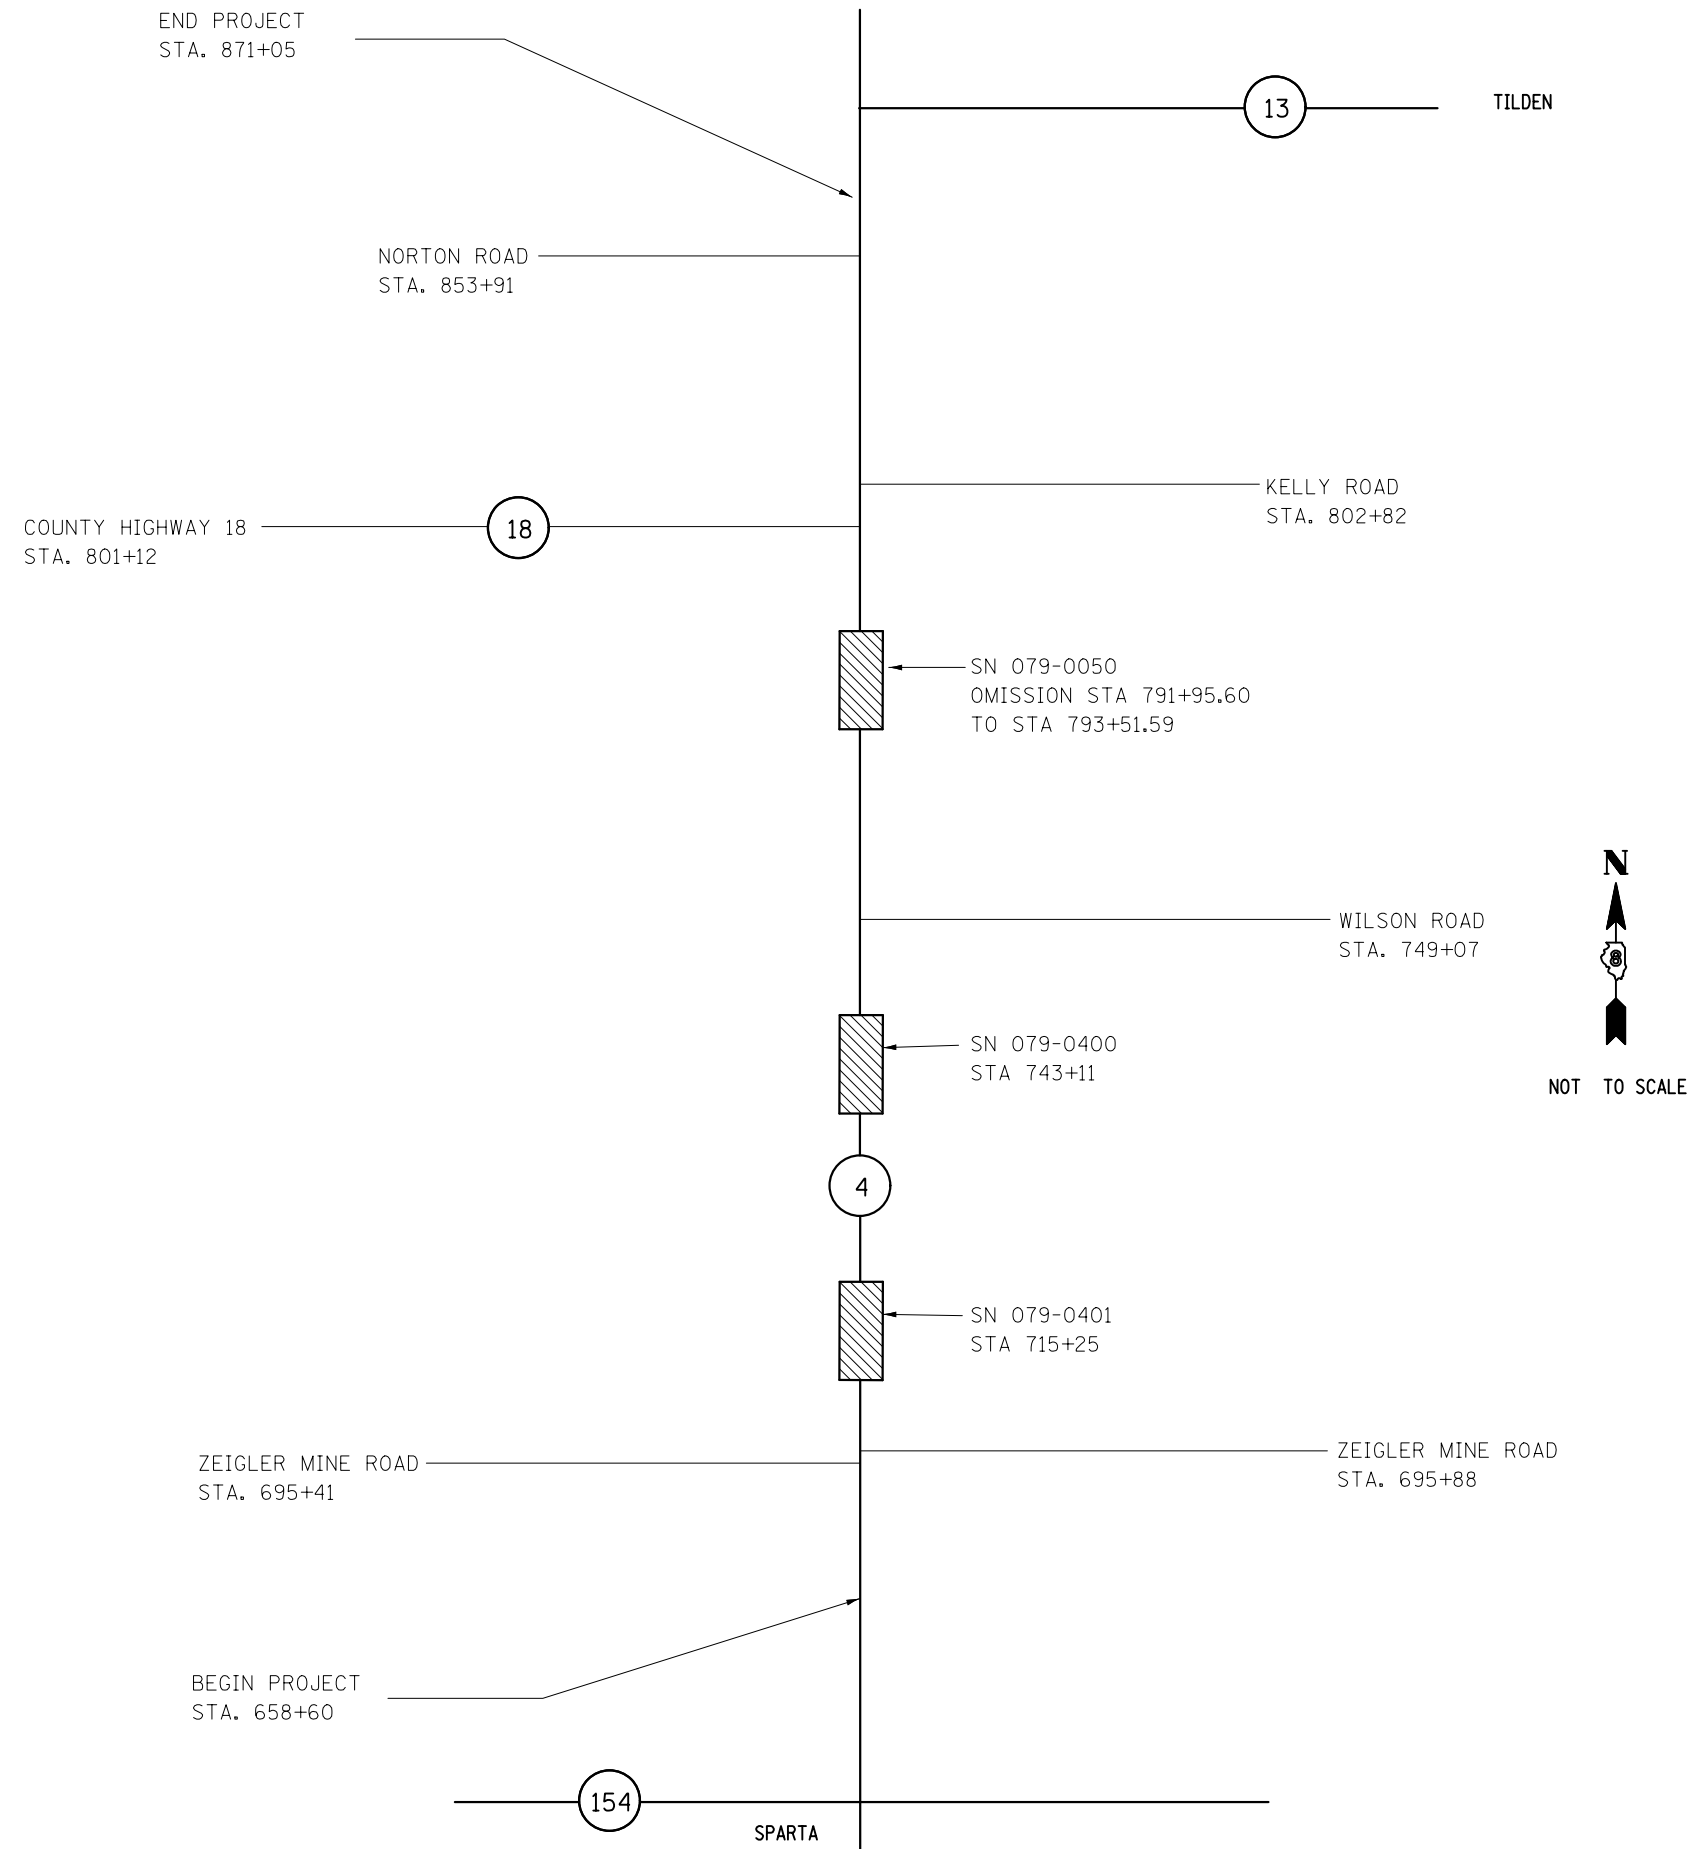 END PROJECT
STA. 871+05
13
TILDEN
NORTON ROAD
STA. 853+91
KELLY ROAD
STA. 802+82
COUNTY HIGHWAY 18
STA. 801+12
18
SN 079-0050
OMISSION STA 791+95.60
TO STA 793+51.59
N
8
NOT TO SCALE
WILSON ROAD
STA. 749+07
SN 079-0400
STA 743+11
4
SN 079-0401
STA 715+25
ZEIGLER MINE ROAD
STA. 695+41
ZEIGLER MINE ROAD
STA. 695+88
BEGIN PROJECT
STA. 658+60
154
SPARTA